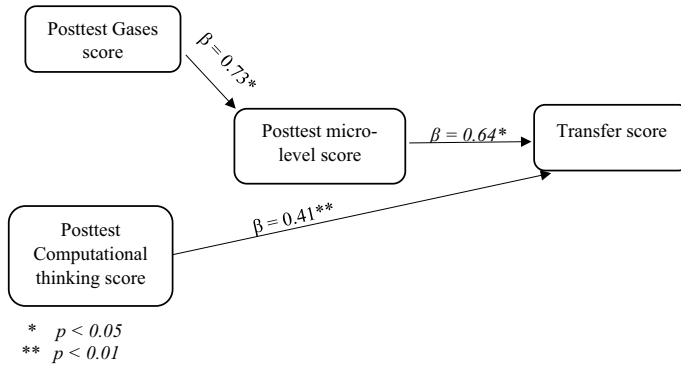 Posttest Gases
score
β = 0.73*
Posttest micro-
level score
β = 0.64*
Transfer score
Posttest
Computational
thinking score
β = 0.41**
* p < 0.05
** p < 0.01